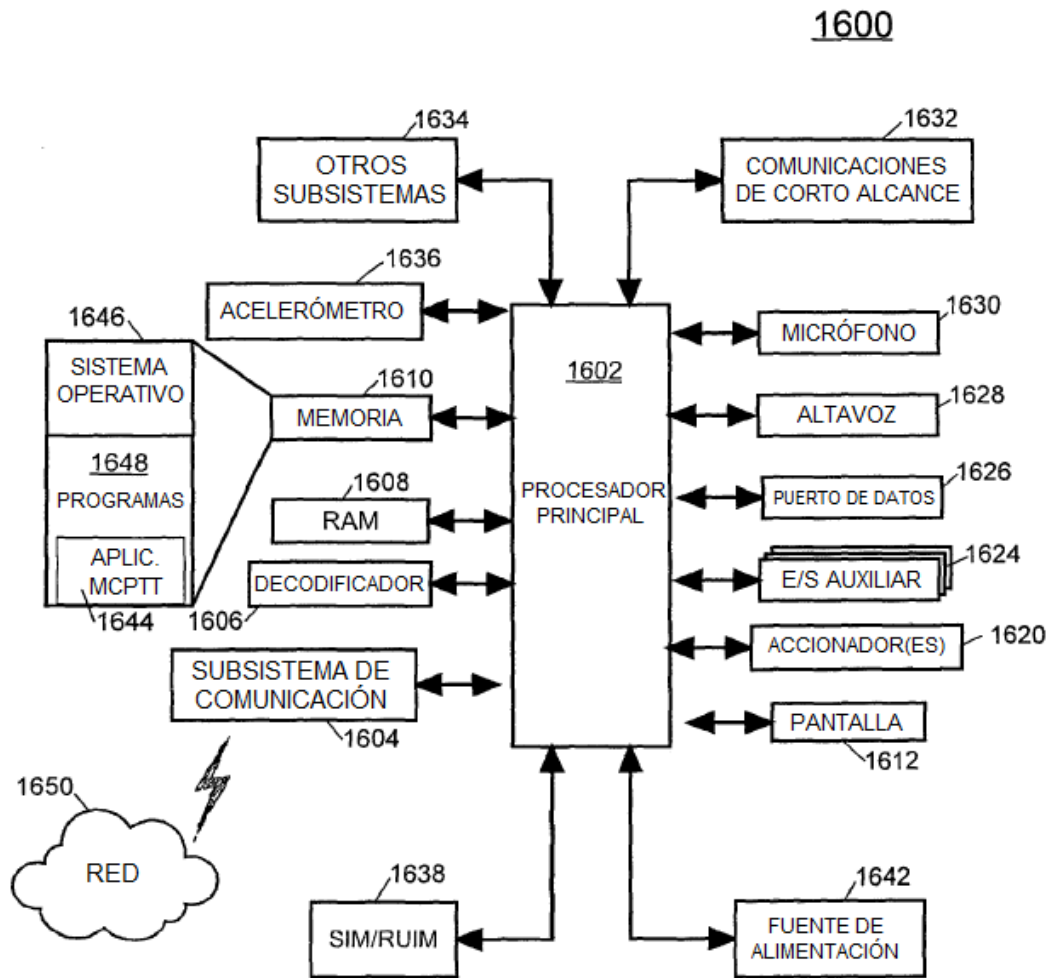 1600
1634
OTROS
SUBSISTEMAS
1632
COMUNICACIONES
DE CORTO ALCANCE
1636
ACELERÓMETRO
1646
SISTEMA
OPERATIVO
1648
PROGRAMAS
APLIC.
MCPTT
1644
1610
MEMORIA
1608
RAM
DECODIFICADOR
1606
SUBSISTEMA DE
COMUNICACIÓN
1604
1602
PROCESADOR
PRINCIPAL
1630
MICRÓFONO
1628
ALTAVOZ
1626
PUERTO DE DATOS
1624
E/S AUXILIAR
1620
ACCIONADOR(ES)
PANTALLA
1612
1650
RED
1638
SIM/RUIM
1642
FUENTE DE
ALIMENTACIÓN